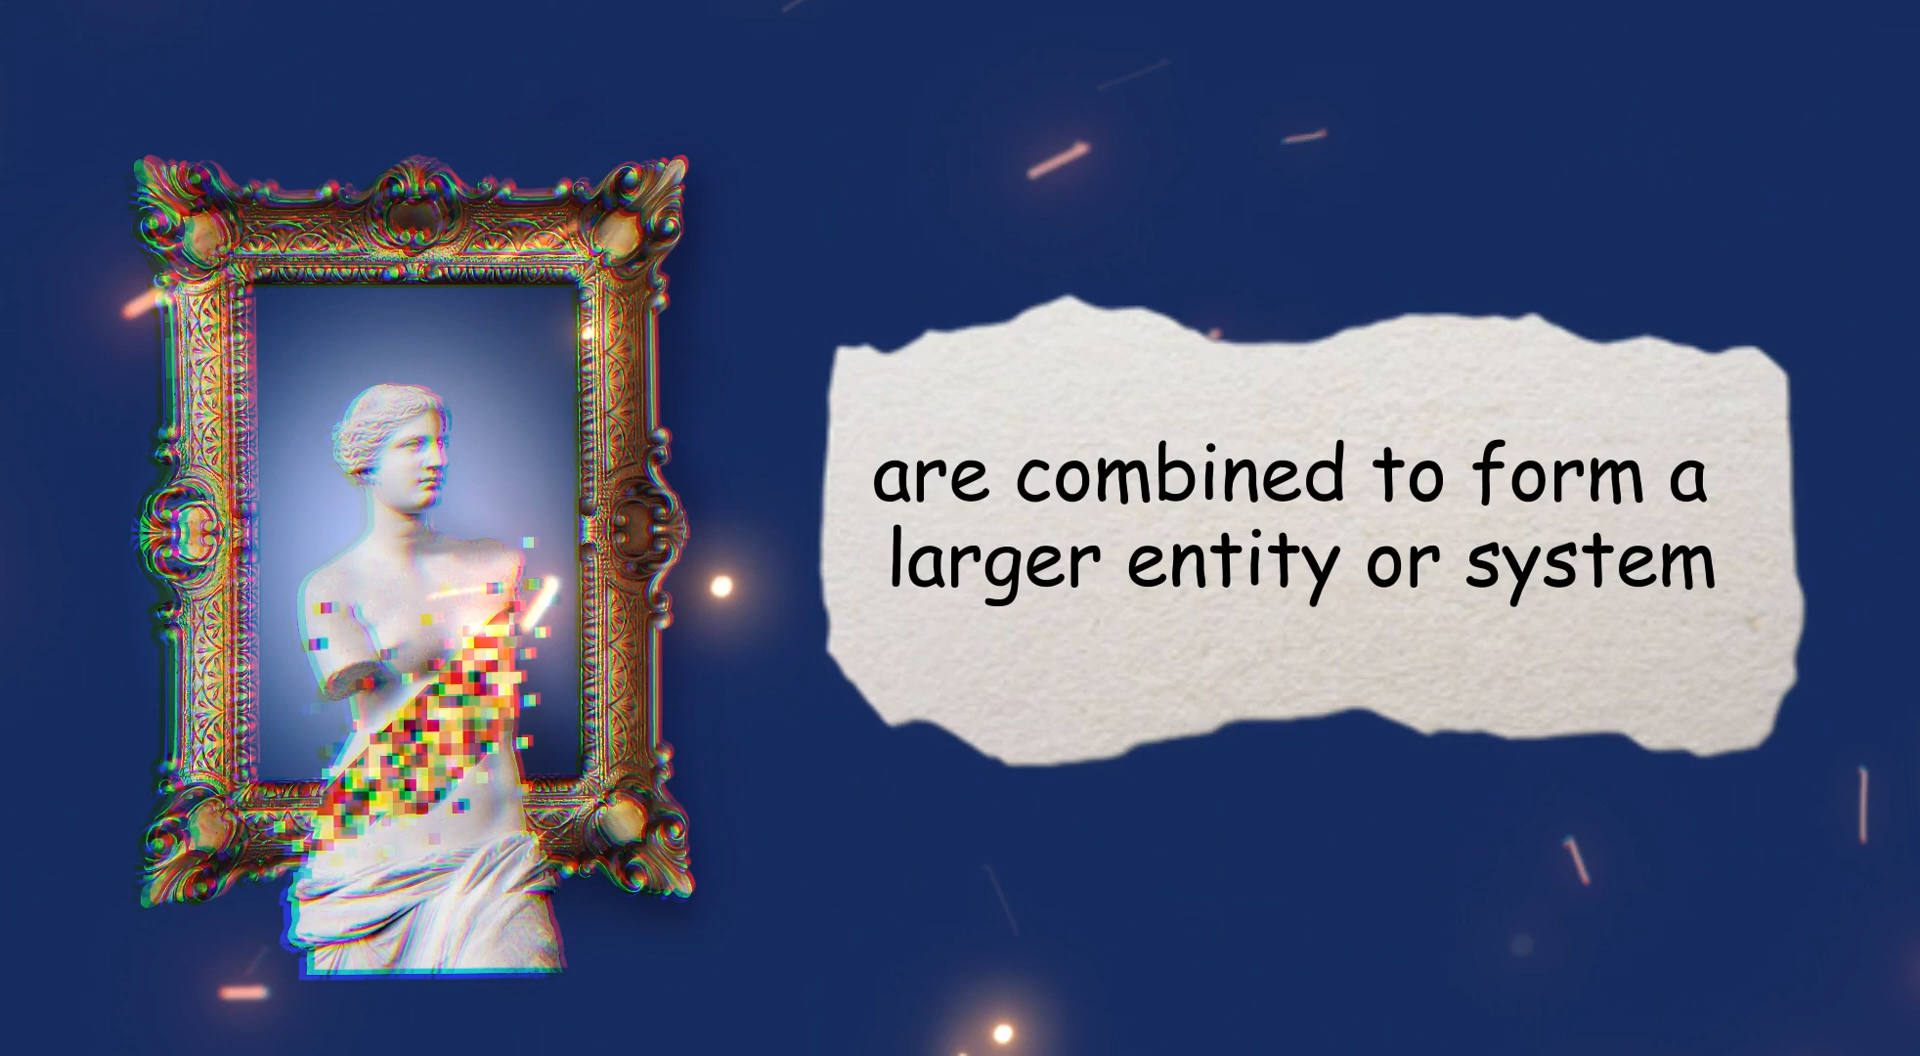 are combined to form a
larger entity or system